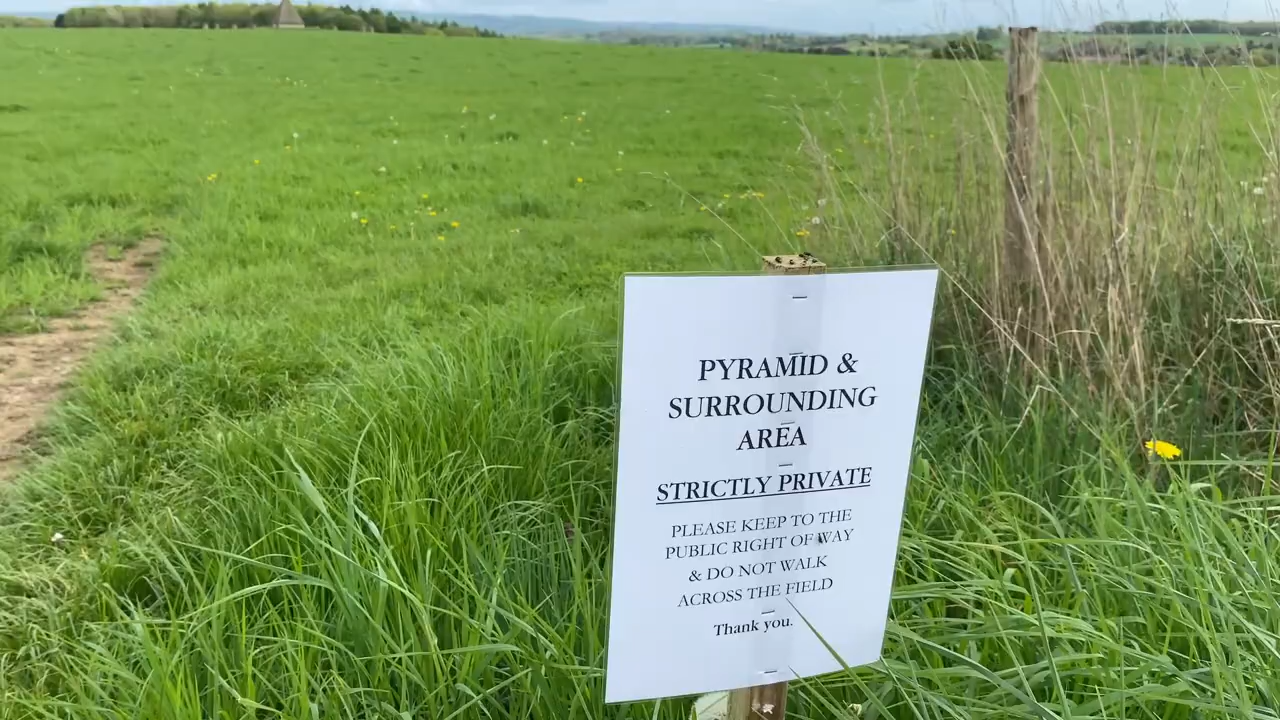 PYRAMID &
SURROUNDING
AREA
STRICTLY PRIVATE
PLEASE KEEP TO THE
PUBLIC RIGHT OF WAY
& DO NOT WALK
ACROSS THE FIELD
Thank you.